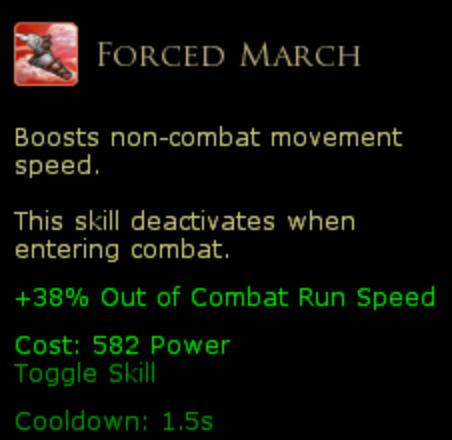 Forced March
Boosts non-combat movement
speed.
This skill deactivates when
entering combat.
+38% Out of Combat Run Speed
Cost: 582 Power
Toggle Skill
Cooldown: 1.5s